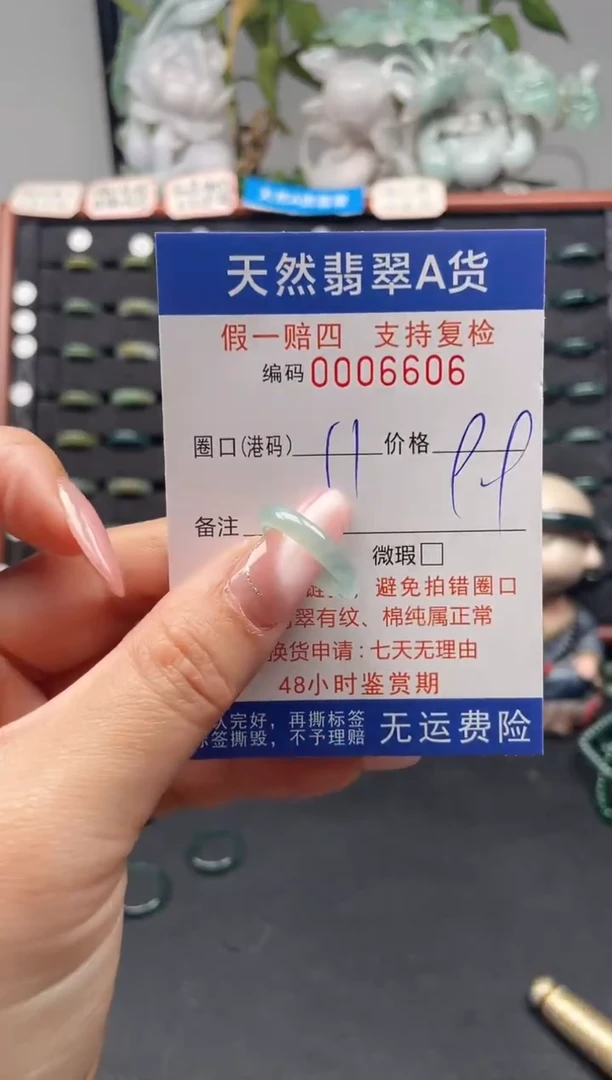 天然翡翠A货
假一赔四 支持复检
编码 0006606
圈口(港码) 11 价格
备注
微瑕□
，避免拍错圈口
翠有纹、棉纯属正常
换货申请:七天无理由
48小时鉴赏期
完好，再撕标签
签撕毁，不予理赔
无运费险